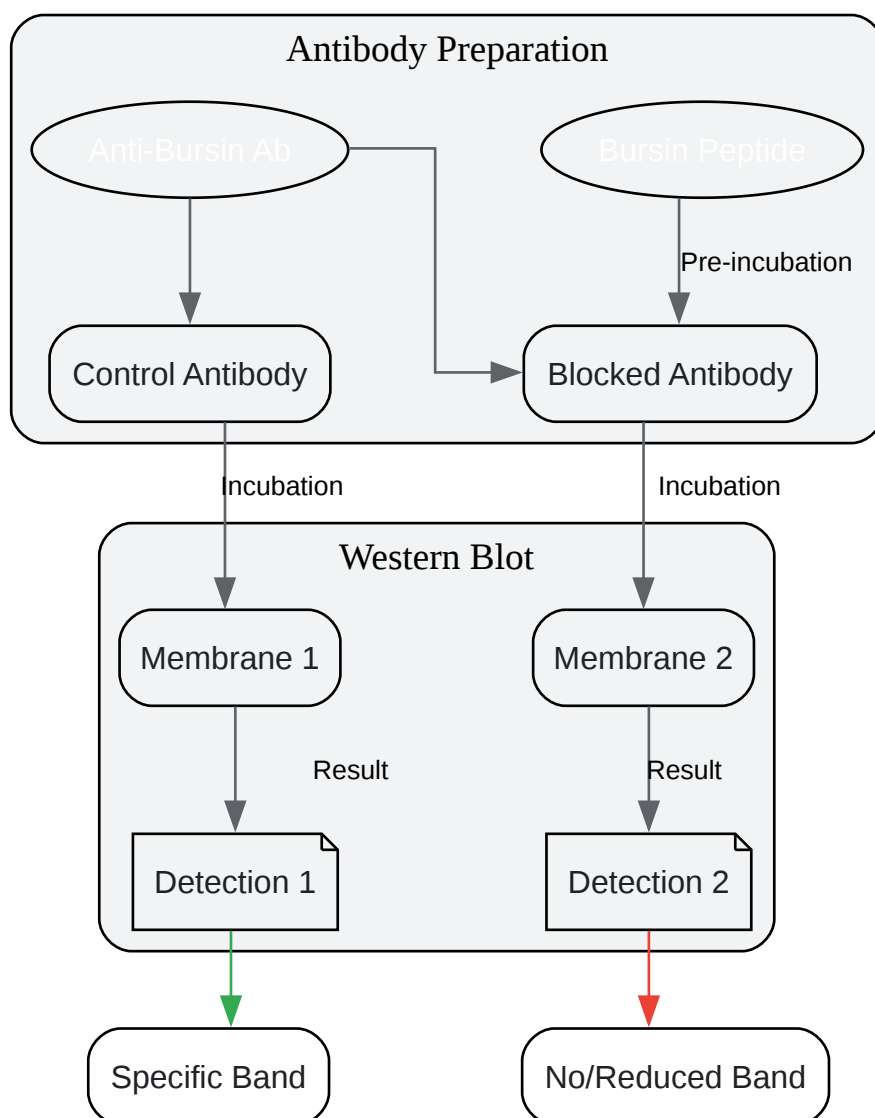 Antibody Preparation
Anti-Bursin Ab
Bursin Peptide
Pre-incubation
Control Antibody
Blocked Antibody
Incubation
Incubation
Western Blot
Membrane 1
Membrane 2
Result
Result
Detection 1
Detection 2
Specific Band
No/Reduced Band